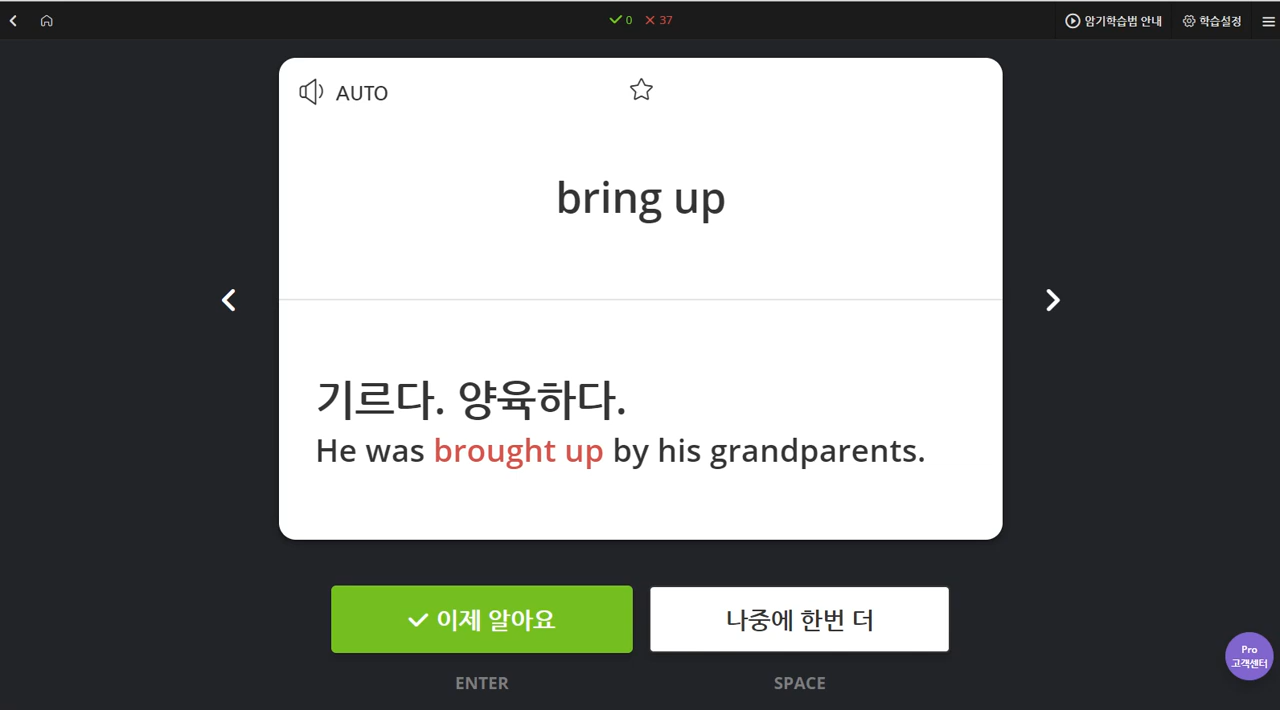 0 37
암기학습법 안내 학습설정
AUTO
bring up
기르다. 양육하다.
He was brought up by his grandparents.
이제 알아요 나중에 한번 더
Pro
고객센터
ENTER SPACE